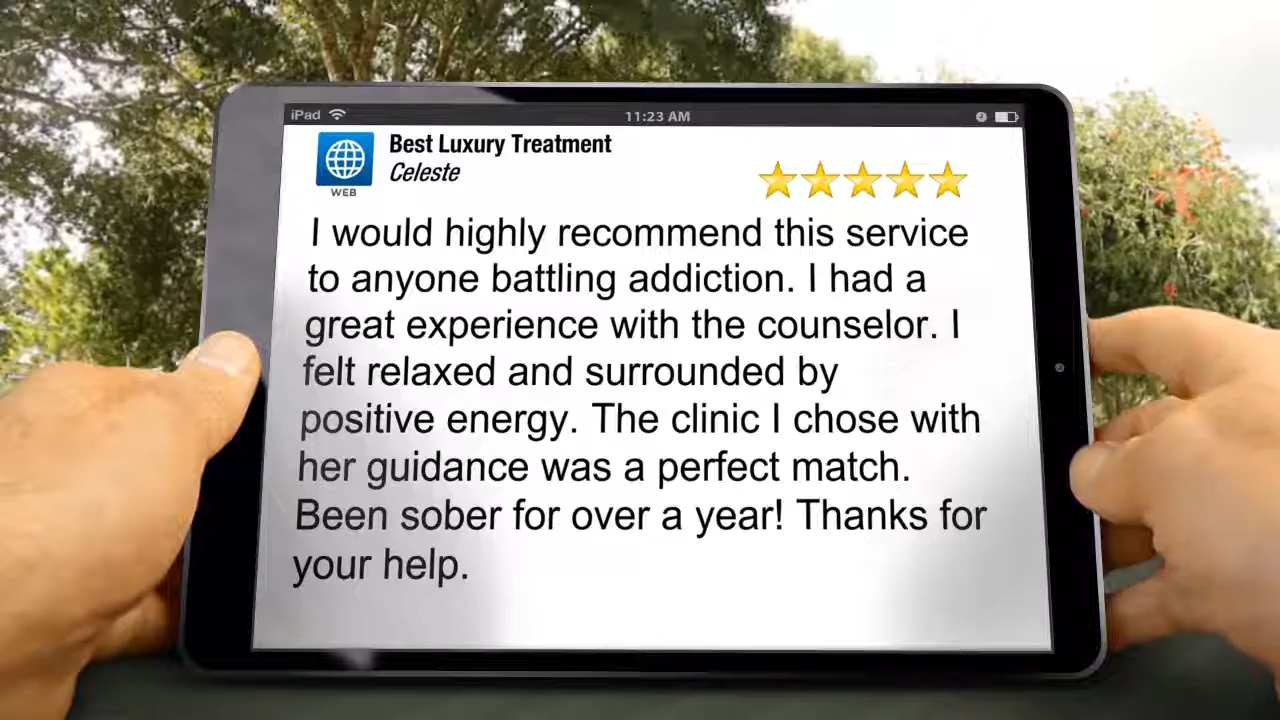 iPad
11:23 AM
Best Luxury Treatment
Celeste
WEB
I would highly recommend this service
to anyone battling addiction. I had a
great experience with the counselor. I
felt relaxed and surrounded by
positive energy. The clinic I chose with
her guidance was a perfect match.
Been sober for over a year! Thanks for
your help.